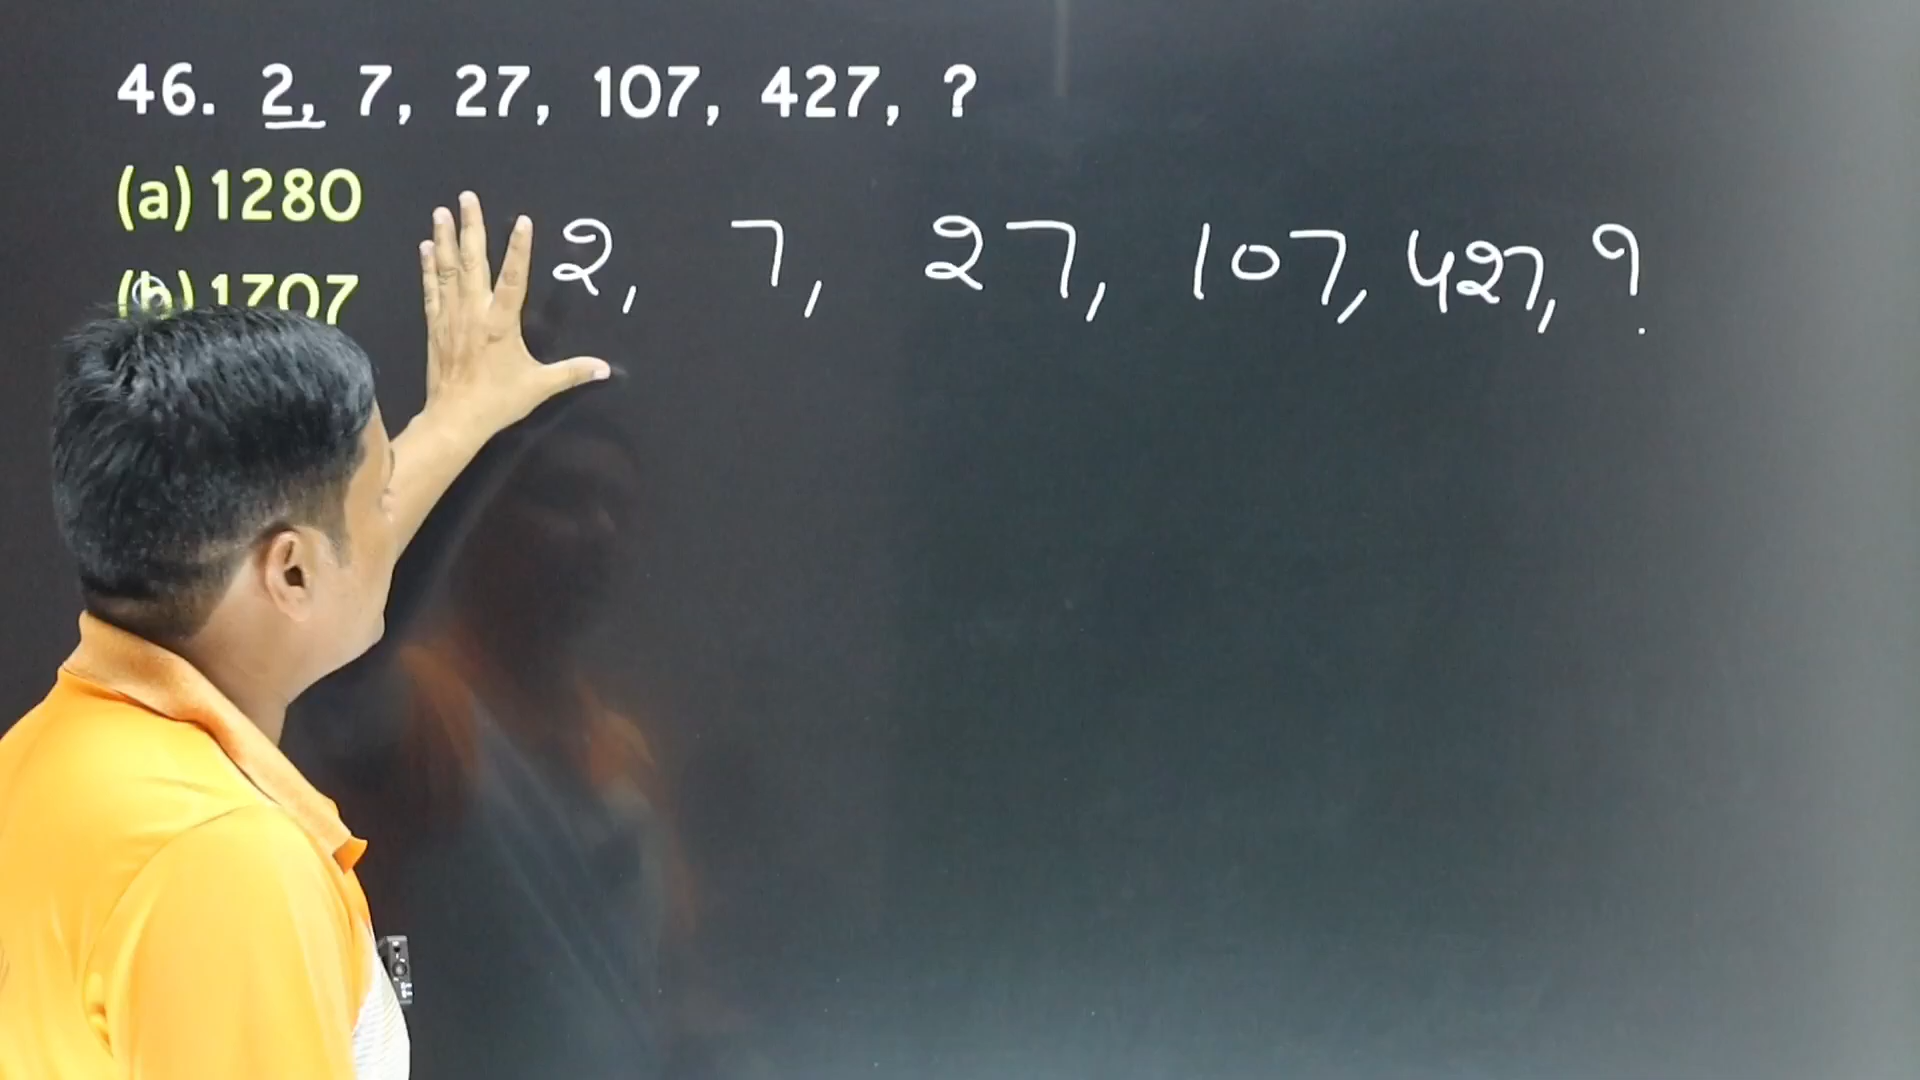 46. 2, 7, 27, 107, 427, ?
(a) 1280
2, 7, 27, 107, 427, ?
(b) 1707